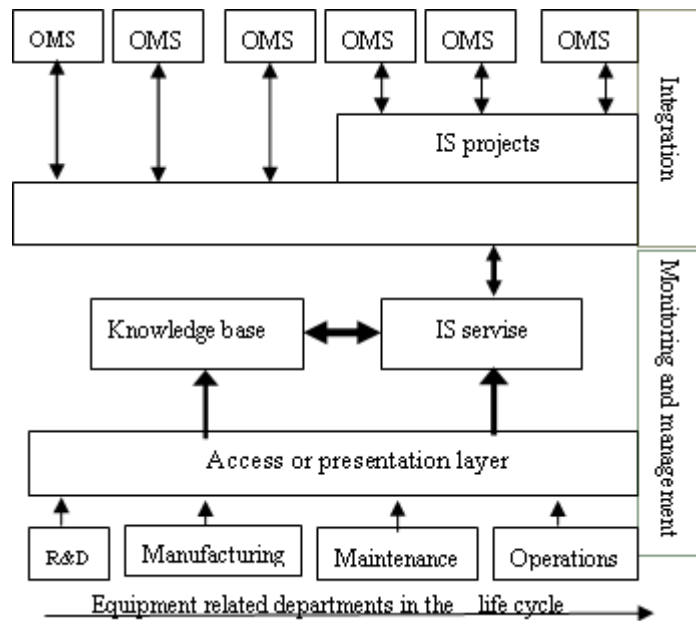 OMS OMS OMS OMS OMS OMS
Integration
IS projects
Monitoring and management
Knowledge base
IS servise
Access or presentation layer
R&D
Manufacturing
Maintenance
Operations
Equipment related departments in the life cycle